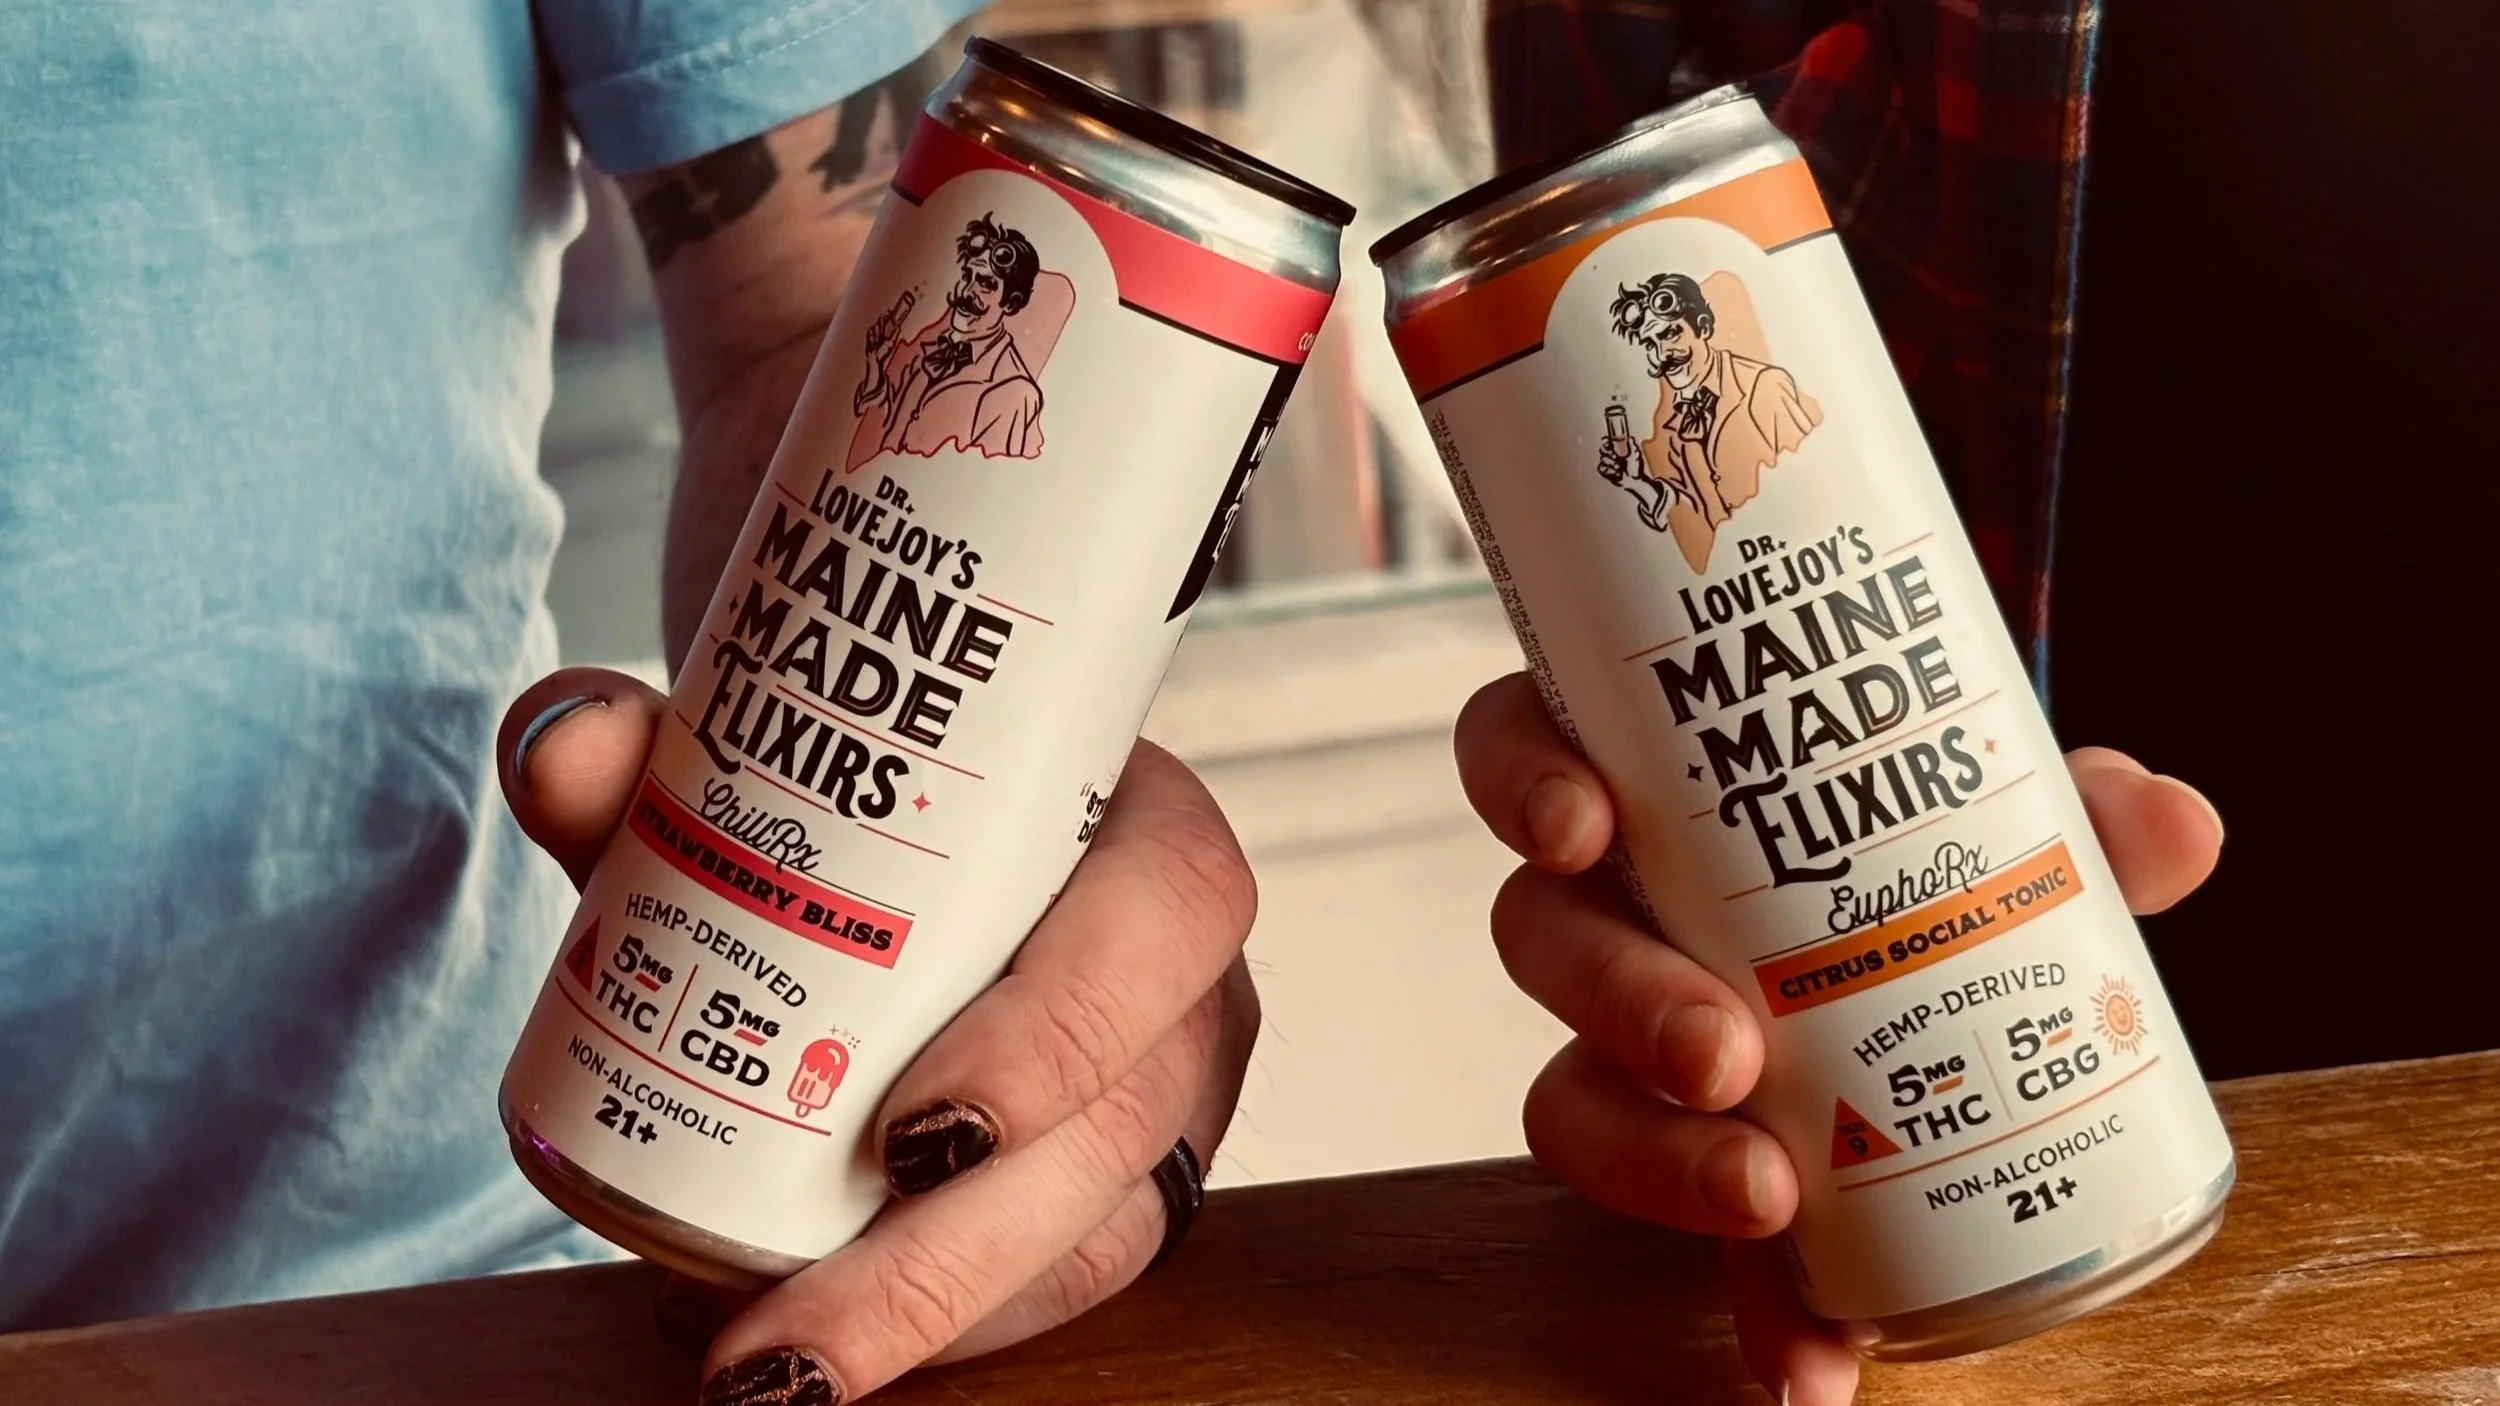 DR.
LOVEJOY'S
MAINE
MADE
ELIXIRS
ChillRx
STRAWBERRY BLISS
HEMP-DERIVED
5MG THC
5MG CBD
NON-ALCOHOLIC
21+
DR.
LOVEJOY'S
MAINE
MADE
ELIXIRS
EuphoRx
CITRUS SOCIAL TONIC
HEMP-DERIVED
5MG THC
5MG CBG
9
NON-ALCOHOLIC
21+